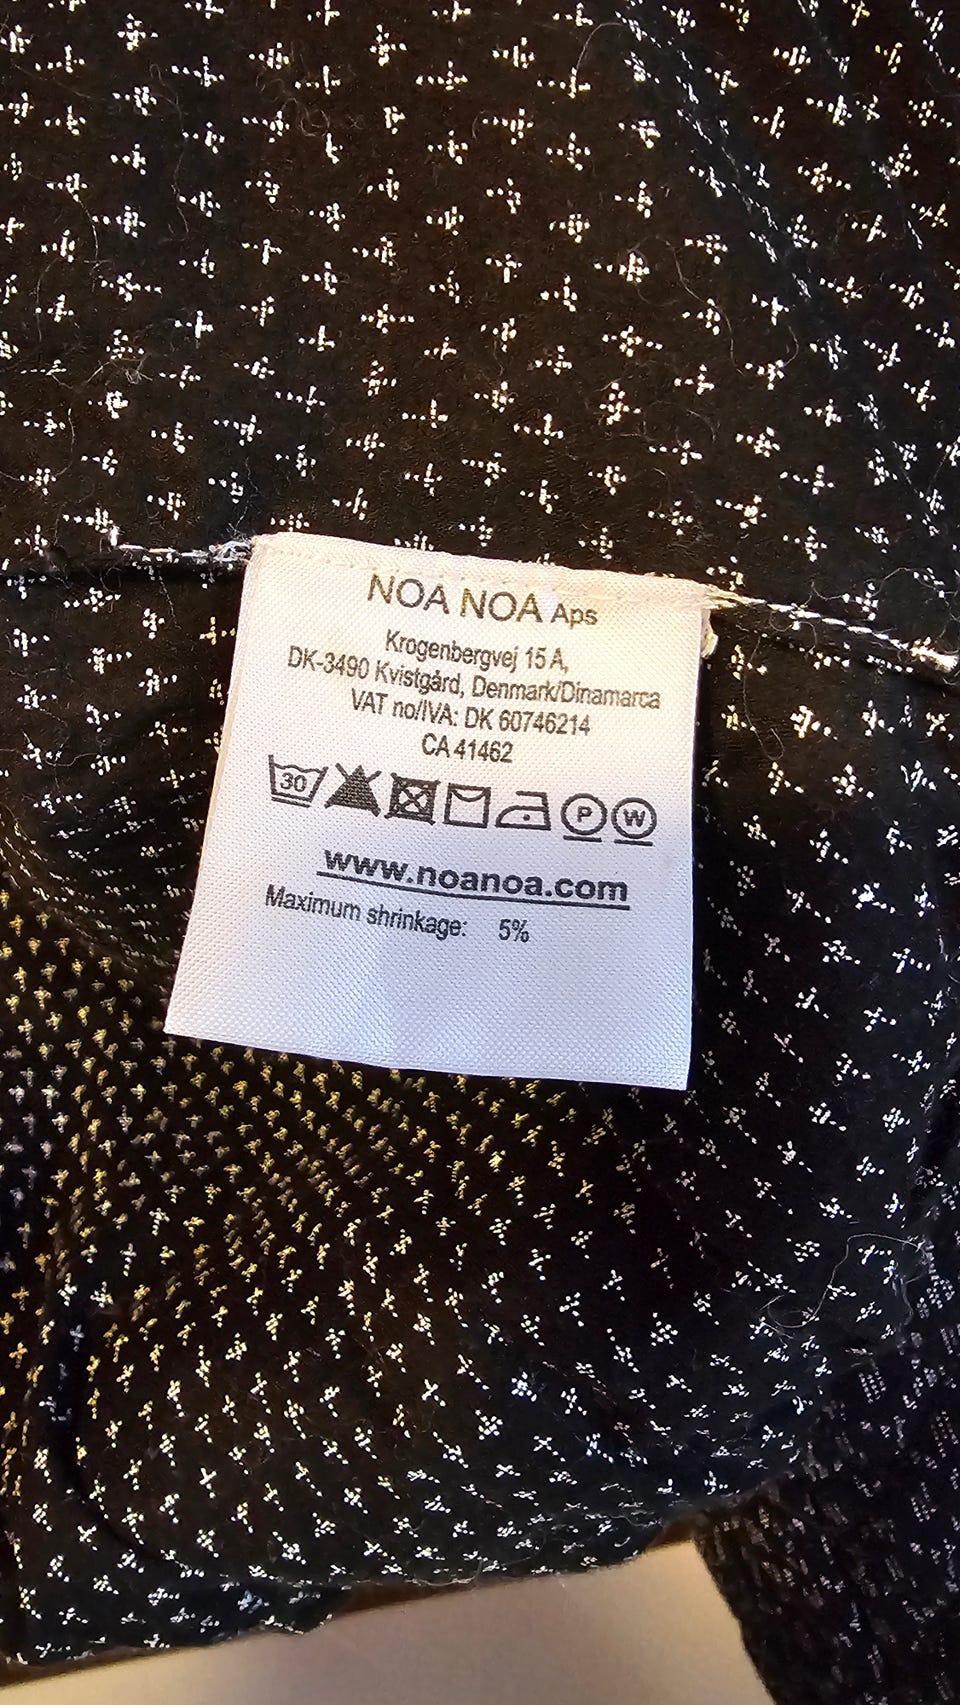 NOA NOA Aps
Krogenbergvej 15 A,
DK-3490 Kvistgård, Denmark/Dinamarca
VAT no/IVA: DK 60746214
CA 41462
30 P W
www.noanoa.com
Maximum shrinkage: 5%